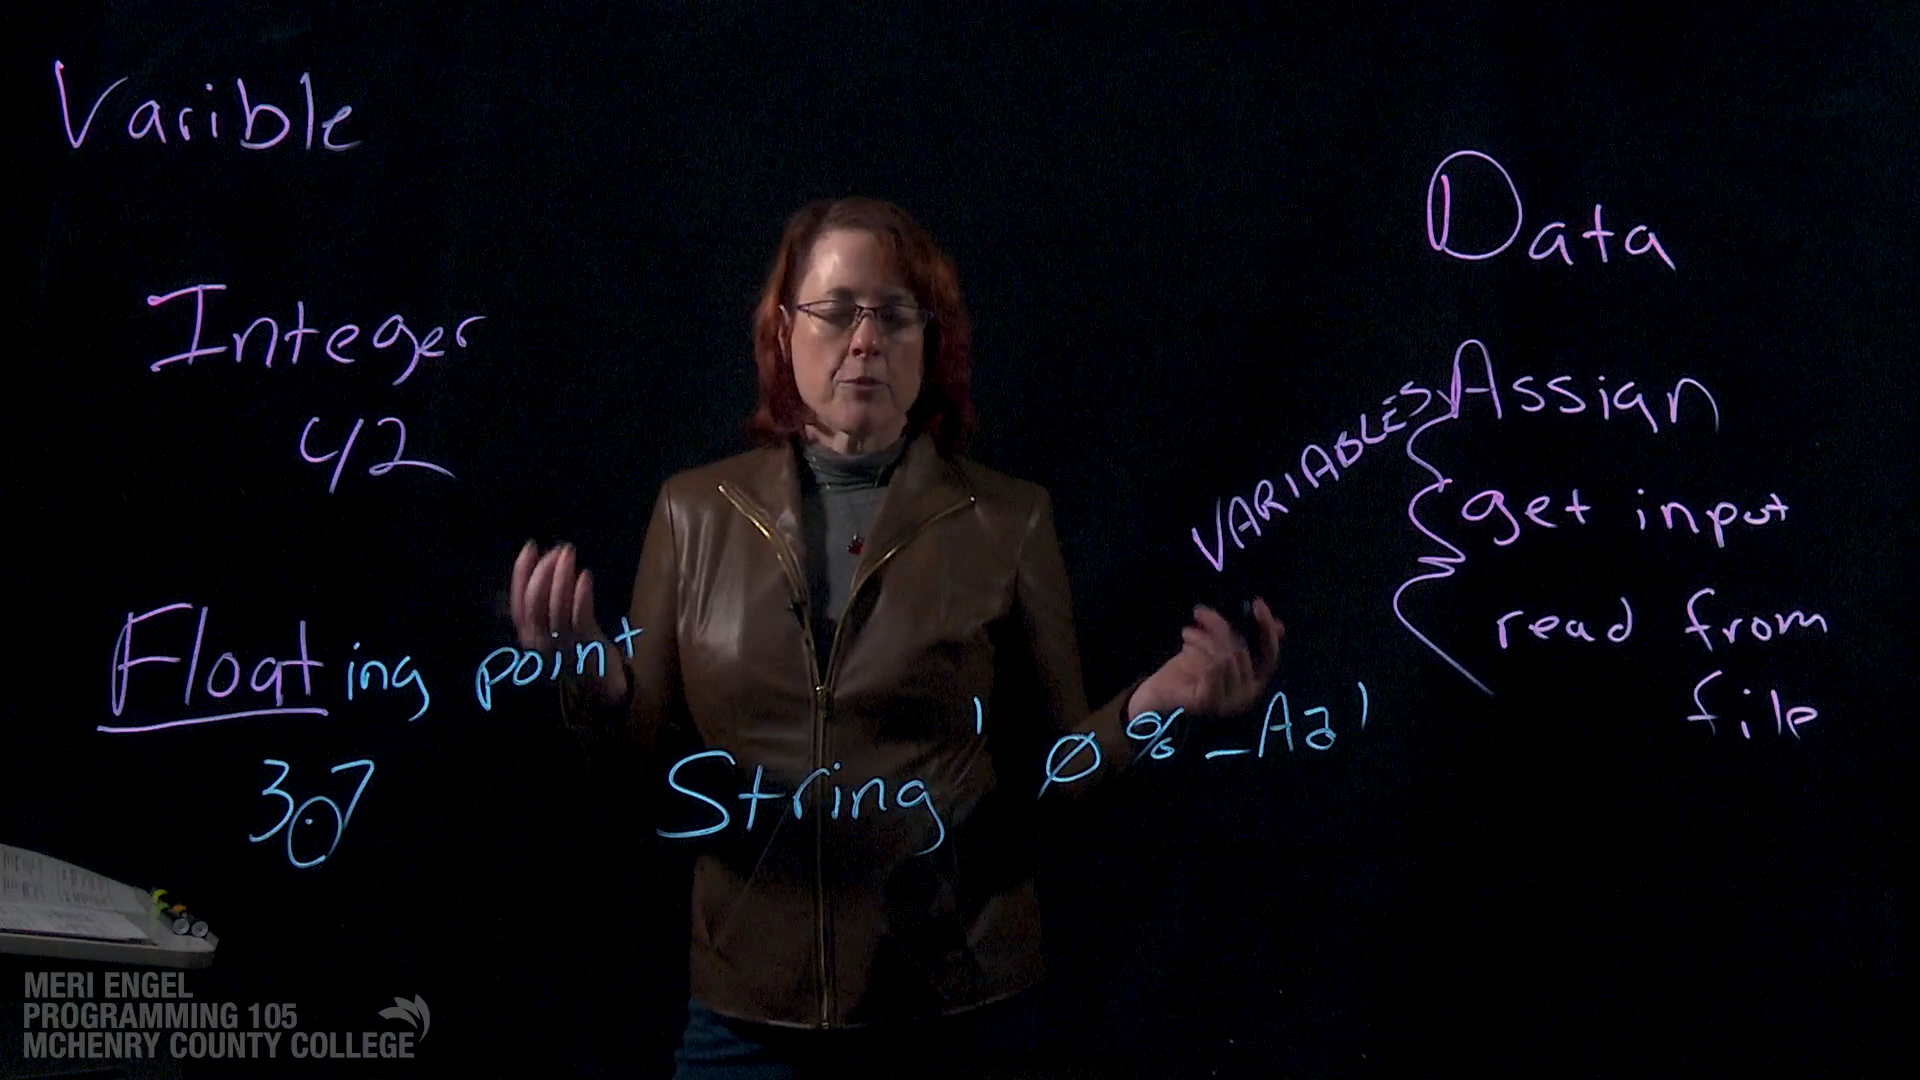 Varible
Integer
42
Floating point
3.7
String ' 0%_Aa'
Data
VARIABLES
Assign
get input
read from
file
MERI ENGEL
PROGRAMMING 105
MCHENRY COUNTY COLLEGE